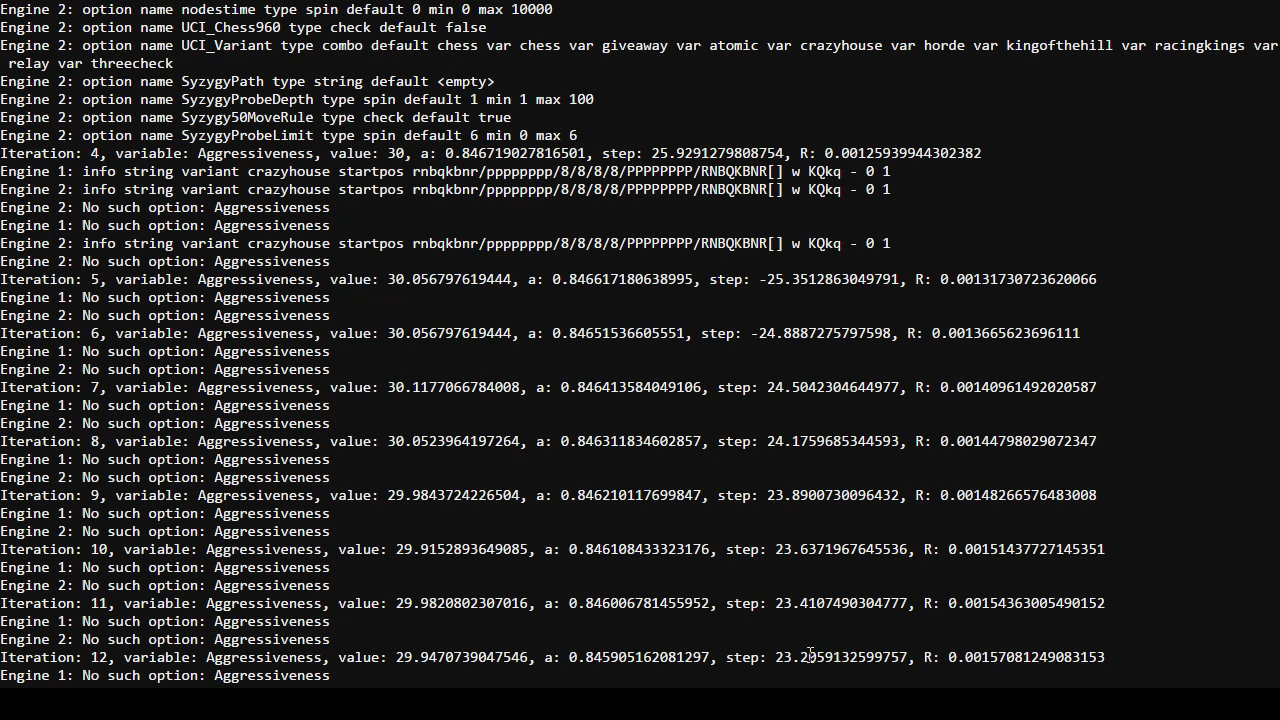 Engine 2: option name nodestime type spin default 0 min 0 max 10000
Engine 2: option name UCI_Chess960 type check default false
Engine 2: option name UCI_Variant type combo default chess var chess var giveaway var atomic var crazyhouse var horde var kingofthehill var racingkings var
relay var threecheck
Engine 2: option name SyzygyPath type string default <empty>
Engine 2: option name SyzygyProbeDepth type spin default 1 min 1 max 100
Engine 2: option name Syzygy50MoveRule type check default true
Engine 2: option name SyzygyProbeLimit type spin default 6 min 0 max 6
Iteration: 4, variable: Aggressiveness, value: 30, a: 0.846719027816501, step: 25.9291279808754, R: 0.00125939944302382
Engine 1: info string variant crazyhouse startpos rnbqkbnr/pppppppp/8/8/8/8/PPPPPPPP/RNBQKBNR[] w KQkq - 0 1
Engine 2: info string variant crazyhouse startpos rnbqkbnr/pppppppp/8/8/8/8/PPPPPPPP/RNBQKBNR[] w KQkq - 0 1
Engine 2: No such option: Aggressiveness
Engine 1: No such option: Aggressiveness
Engine 2: info string variant crazyhouse startpos rnbqkbnr/pppppppp/8/8/8/8/PPPPPPPP/RNBQKBNR[] w KQkq - 0 1
Engine 2: No such option: Aggressiveness
Iteration: 5, variable: Aggressiveness, value: 30.056797619444, a: 0.846617180638995, step: -25.3512863049791, R: 0.00131730723620066
Engine 1: No such option: Aggressiveness
Engine 2: No such option: Aggressiveness
Iteration: 6, variable: Aggressiveness, value: 30.056797619444, a: 0.84651536605551, step: -24.8887275797598, R: 0.0013665623696111
Engine 1: No such option: Aggressiveness
Engine 2: No such option: Aggressiveness
Iteration: 7, variable: Aggressiveness, value: 30.1177066784008, a: 0.846413584049106, step: 24.5042304644977, R: 0.00140961492020587
Engine 1: No such option: Aggressiveness
Engine 2: No such option: Aggressiveness
Iteration: 8, variable: Aggressiveness, value: 30.0523964197264, a: 0.846311834602857, step: 24.1759685344593, R: 0.00144798029072347
Engine 1: No such option: Aggressiveness
Engine 2: No such option: Aggressiveness
Iteration: 9, variable: Aggressiveness, value: 29.9843724226504, a: 0.846210117699847, step: 23.8900730096432, R: 0.00148266576483008
Engine 1: No such option: Aggressiveness
Engine 2: No such option: Aggressiveness
Iteration: 10, variable: Aggressiveness, value: 29.9152893649085, a: 0.846108433323176, step: 23.6371967645536, R: 0.00151437727145351
Engine 1: No such option: Aggressiveness
Engine 2: No such option: Aggressiveness
Iteration: 11, variable: Aggressiveness, value: 29.9820802307016, a: 0.846006781455952, step: 23.4107490304777, R: 0.00154363005490152
Engine 1: No such option: Aggressiveness
Engine 2: No such option: Aggressiveness
Iteration: 12, variable: Aggressiveness, value: 29.9470739047546, a: 0.845905162081297, step: 23.2059132599757, R: 0.00157081249083153
Engine 1: No such option: Aggressiveness